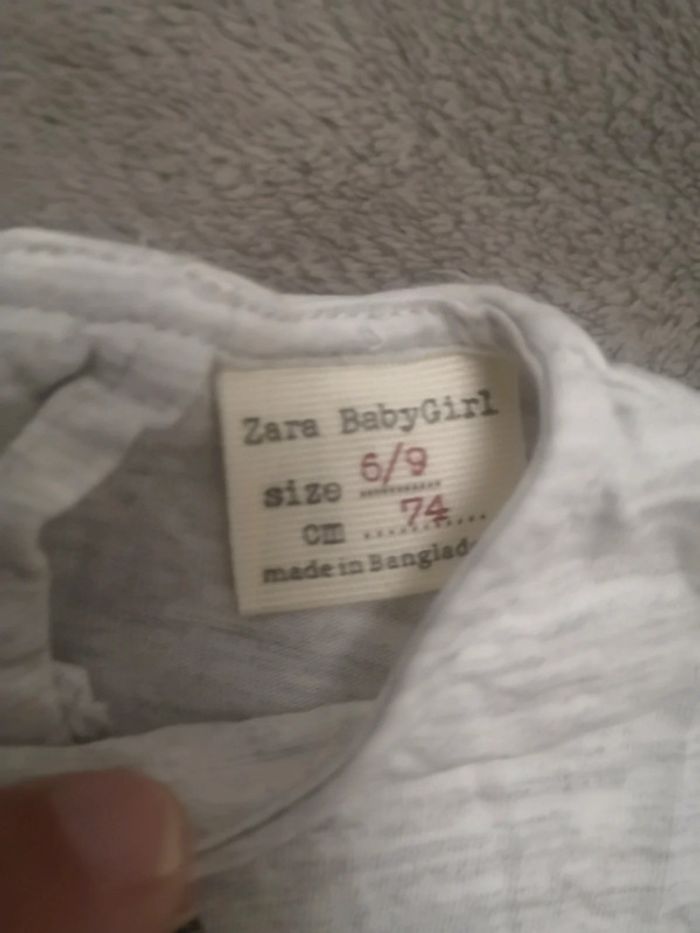 Zara BabyGirl
size 6/9
cm 74
made in Banglad